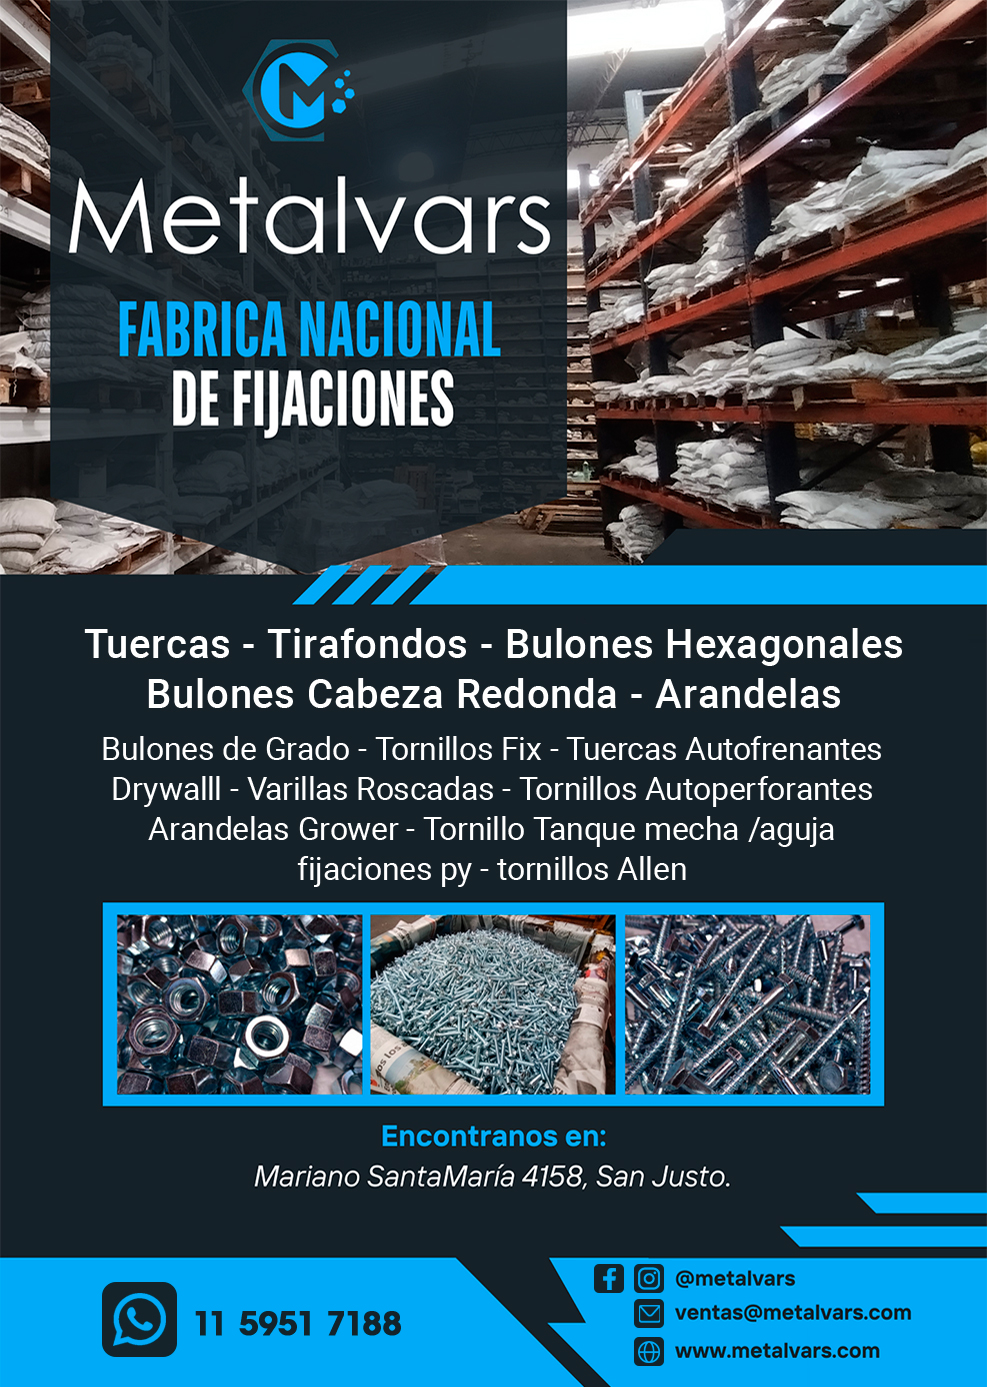 Metalvars
FABRICA NACIONAL
DE FIJACIONES
Tuercas - Tirafondos - Bulones Hexagonales
Bulones Cabeza Redonda - Arandelas
Bulones de Grado - Tornillos Fix - Tuercas Autofrenantes
Drywalll - Varillas Roscadas - Tornillos Autoperforantes
Arandelas Grower - Tornillo Tanque mecha /aguja
fijaciones py - tornillos Allen
Encontranos en:
Mariano SantaMaría 4158, San Justo.
11 5951 7188
@metalvars
ventas@metalvars.com
www.metalvars.com